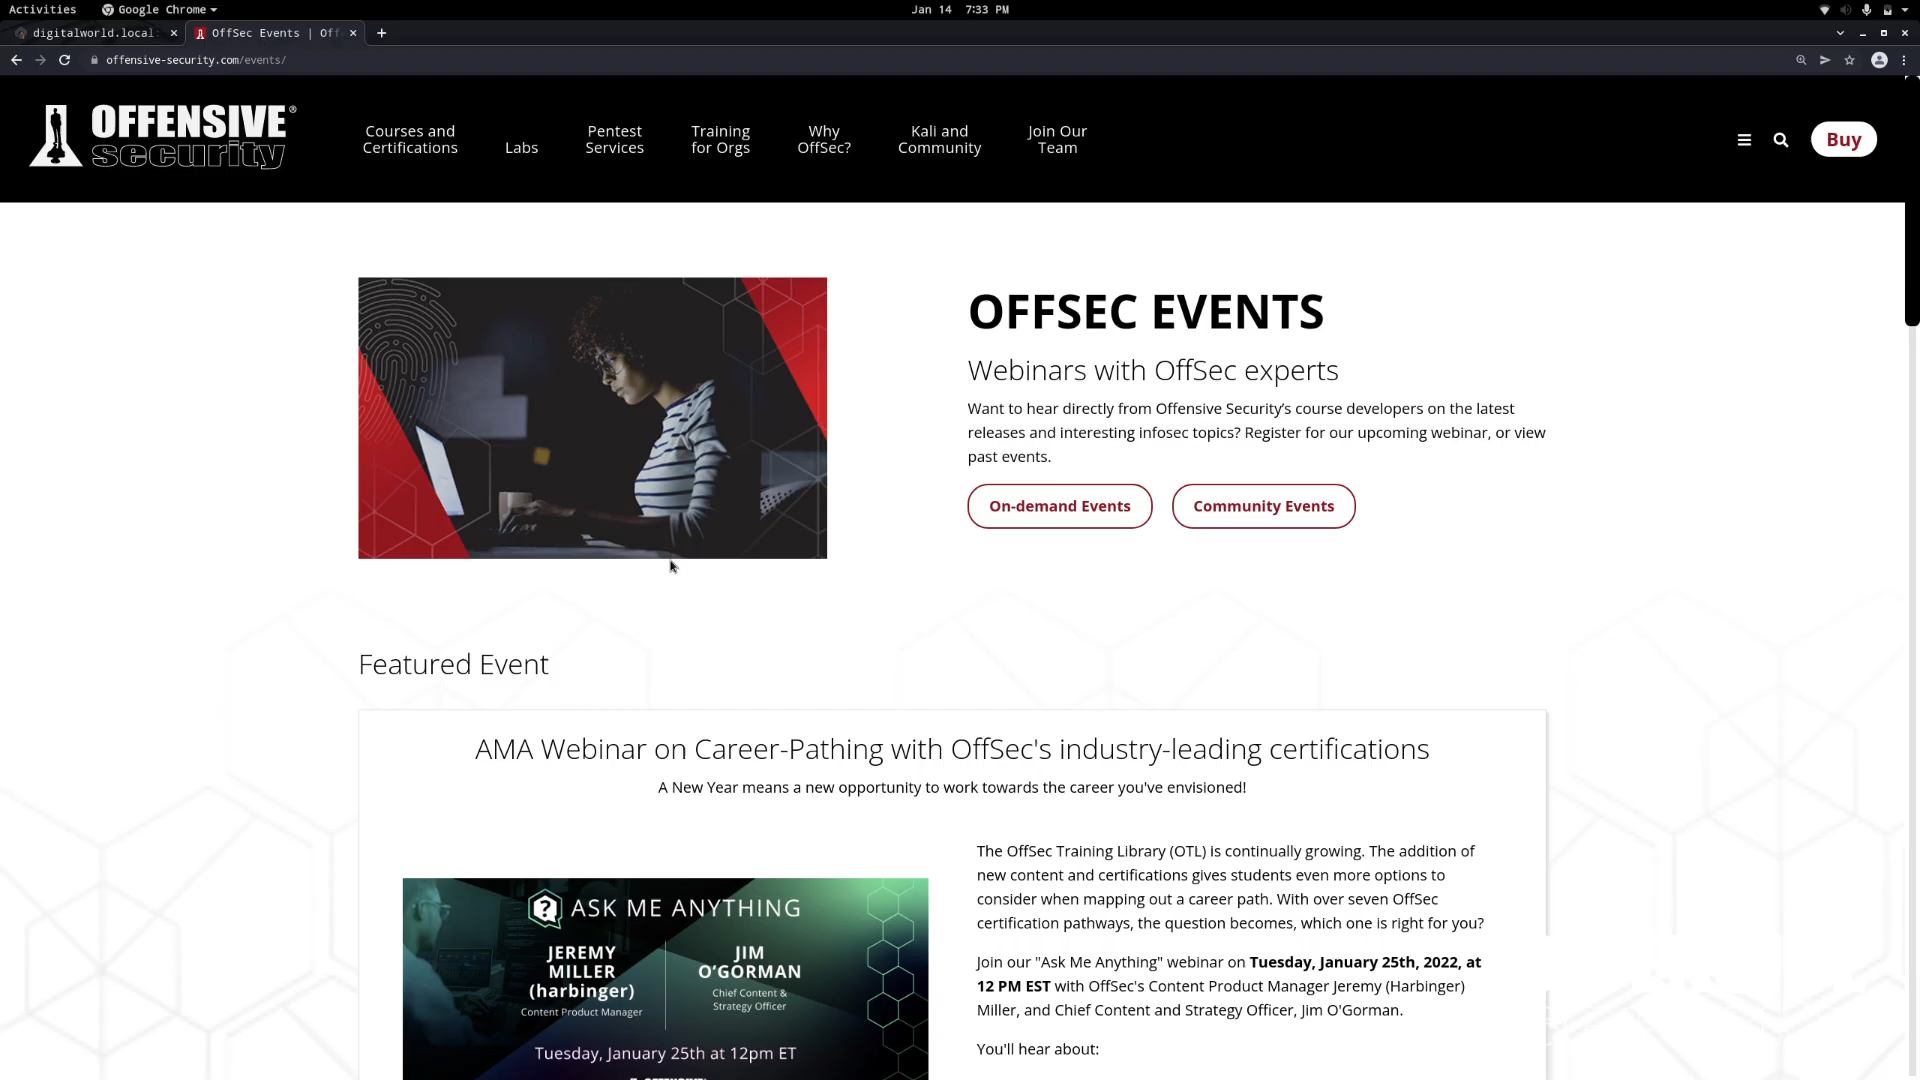 Activities
Google Chrome
Jan 14 7:33 PM
digitalworld.local:
OffSec Events | Off
offensive-security.com/events/
OFFENSIVE®
security
Courses and
Certifications
Labs
Pentest
Services
Training
for Orgs
Why
OffSec?
Kali and
Community
Join Our
Team
Buy
OFFSEC EVENTS
Webinars with OffSec experts
Want to hear directly from Offensive Security’s course developers on the latest
releases and interesting infosec topics? Register for our upcoming webinar, or view
past events.
On-demand Events
Community Events
Featured Event
AMA Webinar on Career-Pathing with OffSec's industry-leading certifications
A New Year means a new opportunity to work towards the career you've envisioned!
ASK ME ANYTHING
JEREMY
MILLER
(harbinger)
Content Product Manager
JIM
O'GORMAN
Chief Content &
Strategy Officer
Tuesday, January 25th at 12pm ET
The OffSec Training Library (OTL) is continually growing. The addition of
new content and certifications gives students even more options to
consider when mapping out a career path. With over seven OffSec
certification pathways, the question becomes, which one is right for you?
Join our "Ask Me Anything" webinar on Tuesday, January 25th, 2022, at
12 PM EST with OffSec's Content Product Manager Jeremy (Harbinger)
Miller, and Chief Content and Strategy Officer, Jim O'Gorman.
You'll hear about: